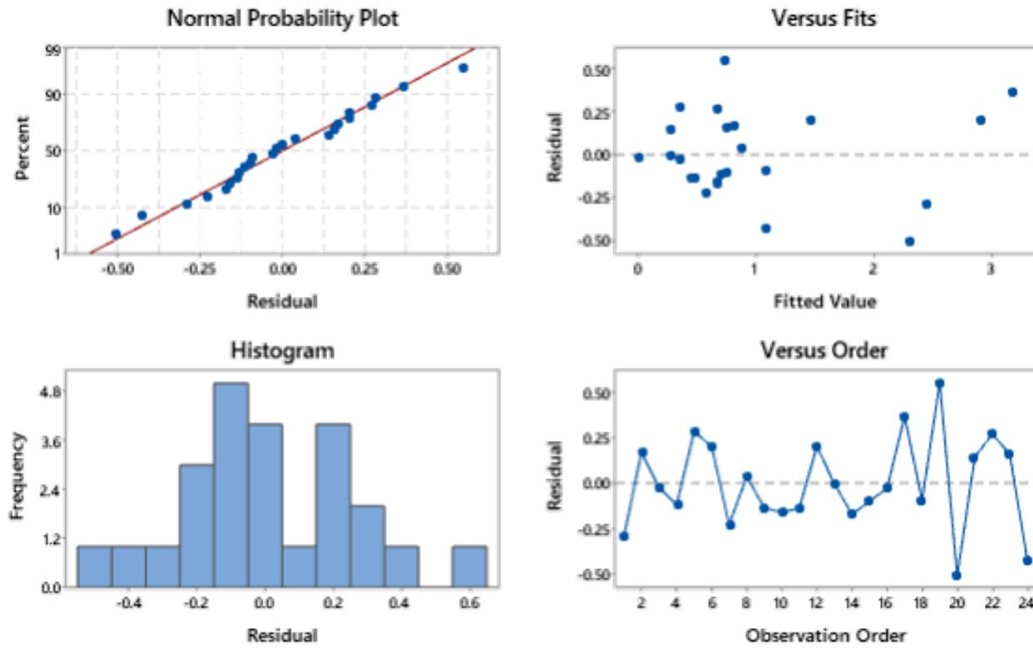 Normal Probability Plot
99
90
50
10
1
Percent
-0.50 -0.25 0.00 0.25 0.50
Residual
Versus Fits
0.50
0.25
0.00
-0.25
-0.50
Residual
0 1 2 3
Fitted Value
Histogram
4.8
3.6
2.4
1.2
0.0
Frequency
-0.4 -0.2 0.0 0.2 0.4 0.6
Residual
Versus Order
0.50
0.25
0.00
-0.25
-0.50
Residual
2 4 6 8 10 12 14 16 18 20 22 24
Observation Order